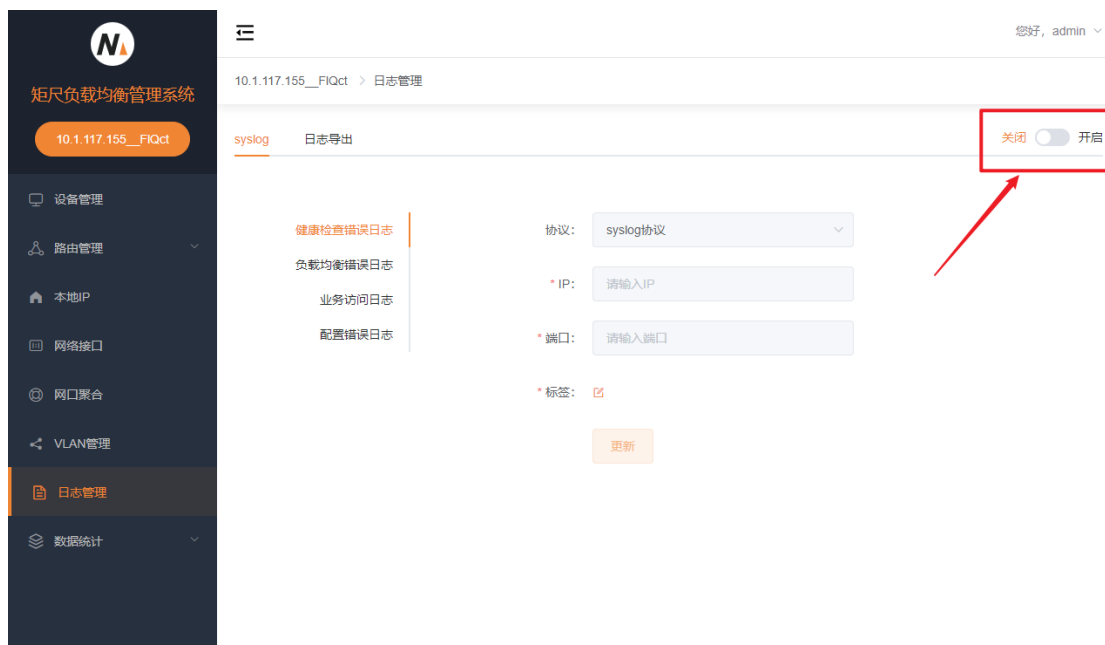 您好，admin
矩尺负载均衡管理系统
10.1.117.155__FIQct
设备管理
路由管理
本地IP
网络接口
网口聚合
VLAN管理
日志管理
数据统计
10.1.117.155__FIQct > 日志管理
syslog 日志导出
关闭 开启
健康检查错误日志
负载均衡错误日志
业务访问日志
配置错误日志
协议： syslog协议
* IP： 请输入IP
* 端口： 请输入端口
* 标签：
更新